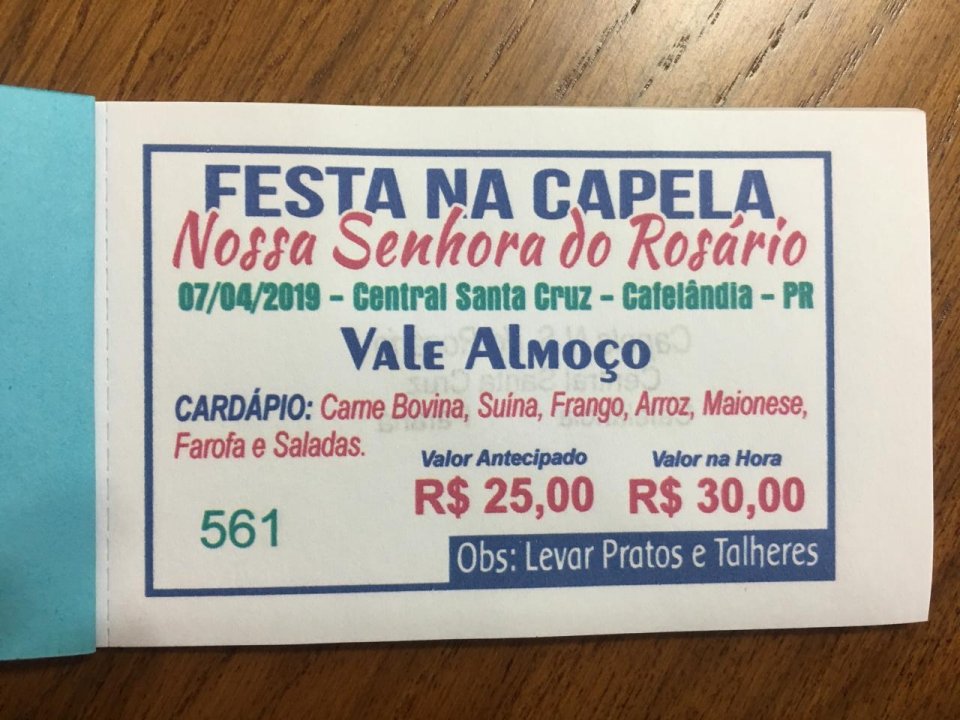 FESTA NA CAPELA
Nossa Senhora do Rosário
07/04/2019 - Central Santa Cruz - Cafelândia - PR
Vale Almoço
CARDÁPIO: Carne Bovina, Suína, Frango, Arroz, Maionese,
Farofa e Saladas.
Valor Antecipado Valor na Hora
R$ 25,00 R$ 30,00
561
Obs: Levar Pratos e Talheres